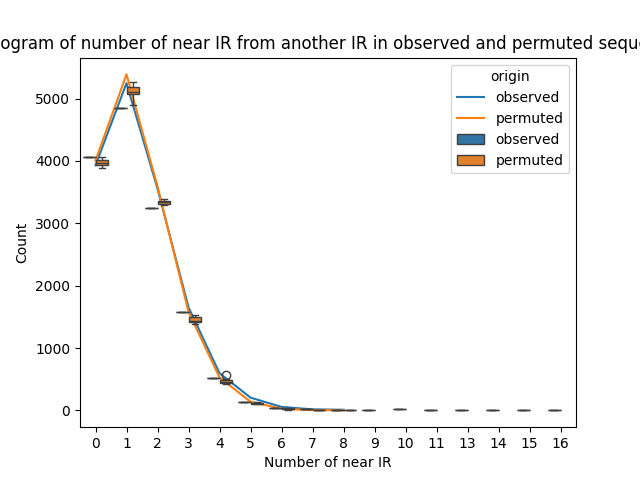 ogram of number of near IR from another IR in observed and permuted sequ
origin
observed
permuted
observed
permuted
Count
5000
4000
3000
2000
1000
0
0 1 2 3 4 5 6 7 8 9 10 11 12 13 14 15 16
Number of near IR